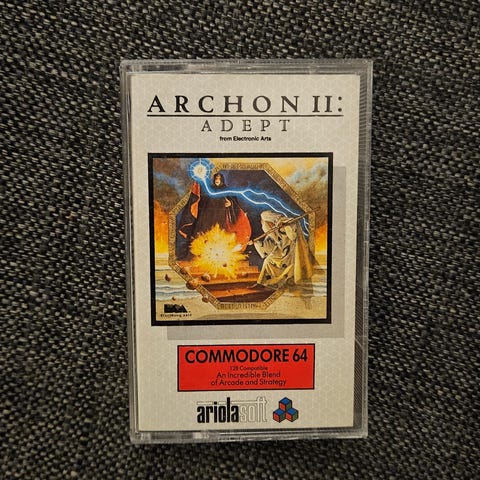 ARCHON II:
ADEPT
from Electronic Arts
COMMODORE 64
128 Compatible
An Incredible Blend
of Arcade and Strategy
ariolasoft